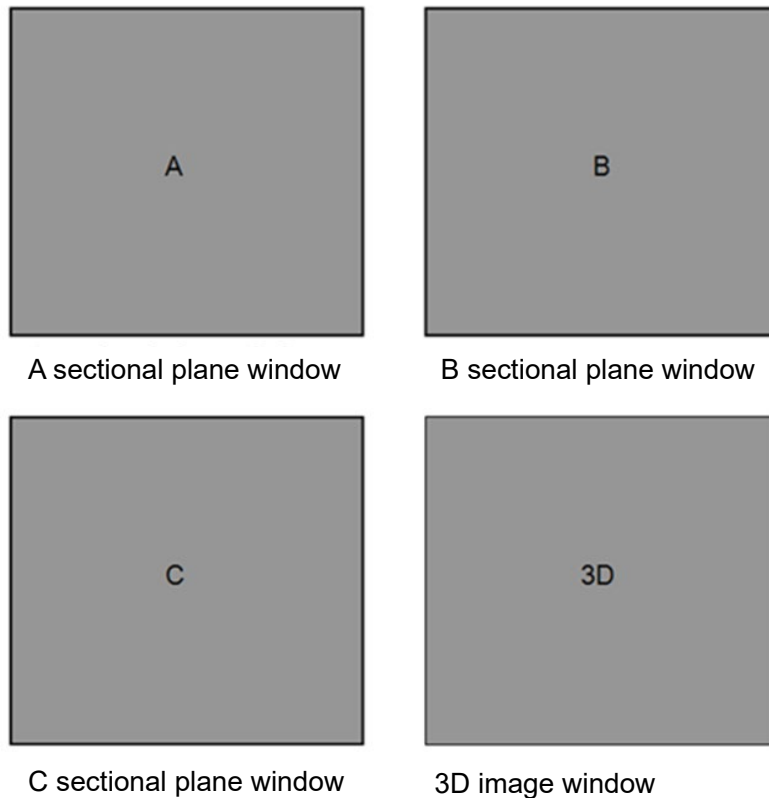 A
B
A sectional plane window
B sectional plane window
C
3D
C sectional plane window
3D image window